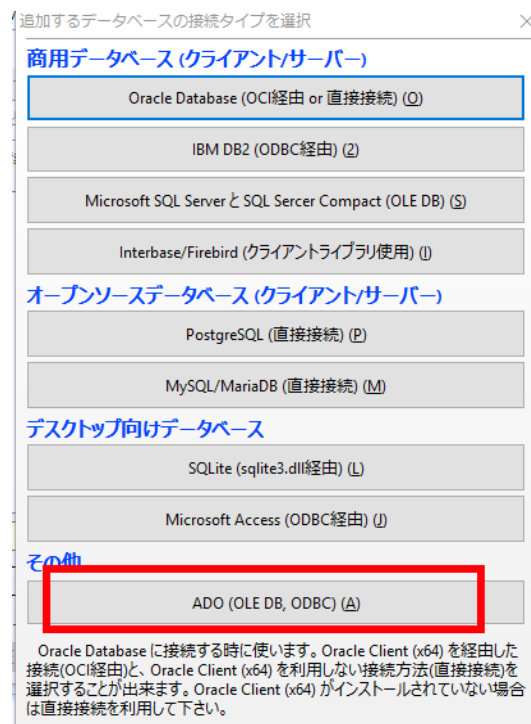 追加するデータベースの接続タイプを選択
商用データベース (クライアント/サーバー)
Oracle Database (OCI経由 or 直接接続) (O)
IBM DB2 (ODBC経由) (2)
Microsoft SQL Server と SQL Sercer Compact (OLE DB) (S)
Interbase/Firebird (クライアントライブラリ使用) (I)
オープンソースデータベース (クライアント/サーバー)
PostgreSQL (直接接続) (P)
MySQL/MariaDB (直接接続) (M)
デスクトップ向けデータベース
SQLite (sqlite3.dll経由) (L)
Microsoft Access (ODBC経由) (J)
その他
ADO (OLE DB, ODBC) (A)
Oracle Database に接続する時に使います。Oracle Client (x64) を経由した
接続(OCI経由)と、Oracle Client (x64) を利用しない接続方法(直接接続)を
選択することが出来ます。Oracle Client (x64) がインストールされていない場合
は直接接続を利用して下さい。